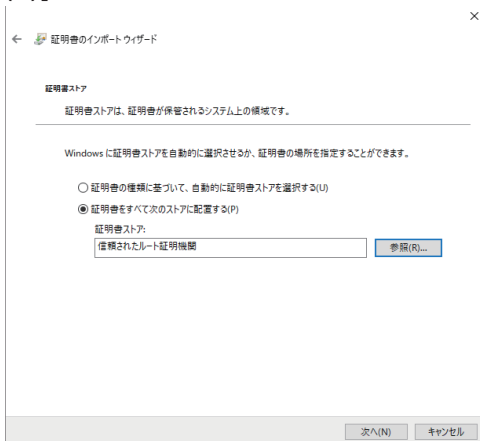 証明書のインポート ウィザード
証明書ストア
証明書ストアは、証明書が保管されるシステム上の領域です。
Windows に証明書ストアを自動的に選択させるか、証明書の場所を指定することができます。
証明書の種類に基づいて、自動的に証明書ストアを選択する(U)
証明書をすべて次のストアに配置する(P)
証明書ストア:
信頼されたルート証明機関
参照(R)...
次へ(N)
キャンセル